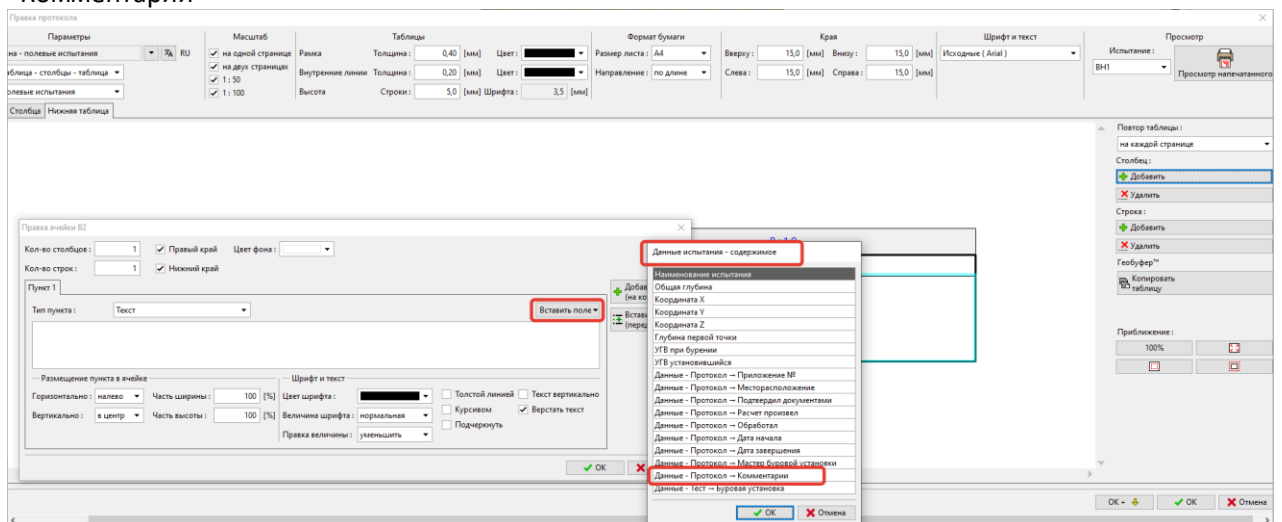 Комментарии
Правка протокола
Параметры Масштаб Таблицы Формат бумаги Края Шрифт и текст Просмотр
на - полевые испытания RU на одной странице Рамка Толщина : 0,40 [мм] Цвет : Размер листа : A4 Вверху : 15,0 [мм] Внизу : 15,0 [мм] Исходные ( Arial ) Испытание :
аблица - столбцы - таблица на двух страницах Внутренние линии Толщина : 0,20 [мм] Цвет : Направление : по длине Слева : 15,0 [мм] Справа : 15,0 [мм] BH1 Просмотр напечатанного
1 : 50
олевые испытания 1 : 100 Высота Строки : 5,0 [мм] Шрифта : 3,5 [мм]
Столбца Нижняя таблица
Повтор таблицы :
на каждой странице
Столбец :
Добавить
Удалить
Строка :
Добавить
Удалить
Геобуфер™
Копировать
таблицу
Приближение :
100%
Правка ячейки B2
Кол-во столбцов : 1 Правый край Цвет фона :
Кол-во строк : 1 Нижний край
Пункт 1
Тип пункта : Текст Вставить поле
Добав
(на ко
Встав
(перед
Размещение пункта в ячейке Шрифт и текст
Горизонтально : налево Часть ширины : 100 [%] Цвет шрифта : Толстой линией Текст вертикально
Вертикально : в центр Часть высоты : 100 [%] Величина шрифта : нормальная Курсивом Верстать текст
Подчеркнуть
Правка величины : уменьшить
OK
Данные испытания - содержимое
Наименование испытания
Общая глубина
Координата X
Координата Y
Координата Z
Глубина первой точки
УГВ при бурении
УГВ установившийся
Данные - Протокол → Приложение №
Данные - Протокол → Месторасположение
Данные - Протокол → Подтвердил документами
Данные - Протокол → Расчет произвел
Данные - Протокол → Обработал
Данные - Протокол → Дата начала
Данные - Протокол → Дата завершения
Данные - Протокол → Мастер буровой установки
Данные - Протокол → Комментарии
Данные - Тест → Буровая установка
OK Отмена
OK + OK Отмена